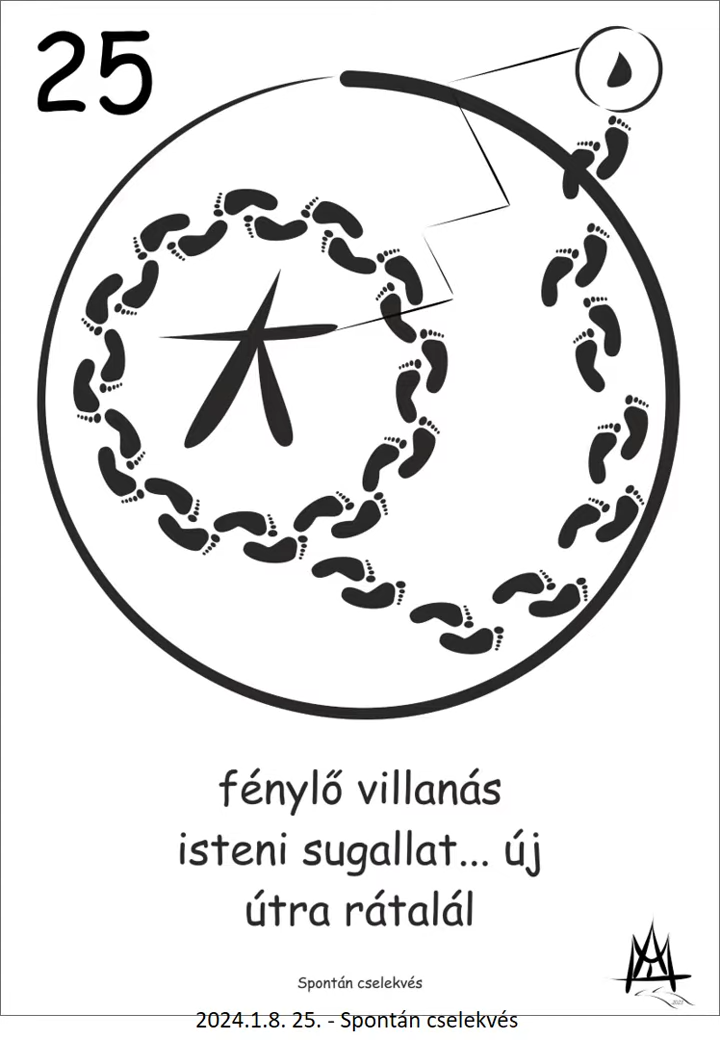 25
fénylő villanás
isteni sugallat... új
útra rátalál
Spontán cselekvés
2024.1.8. 25. - Spontán cselekvés